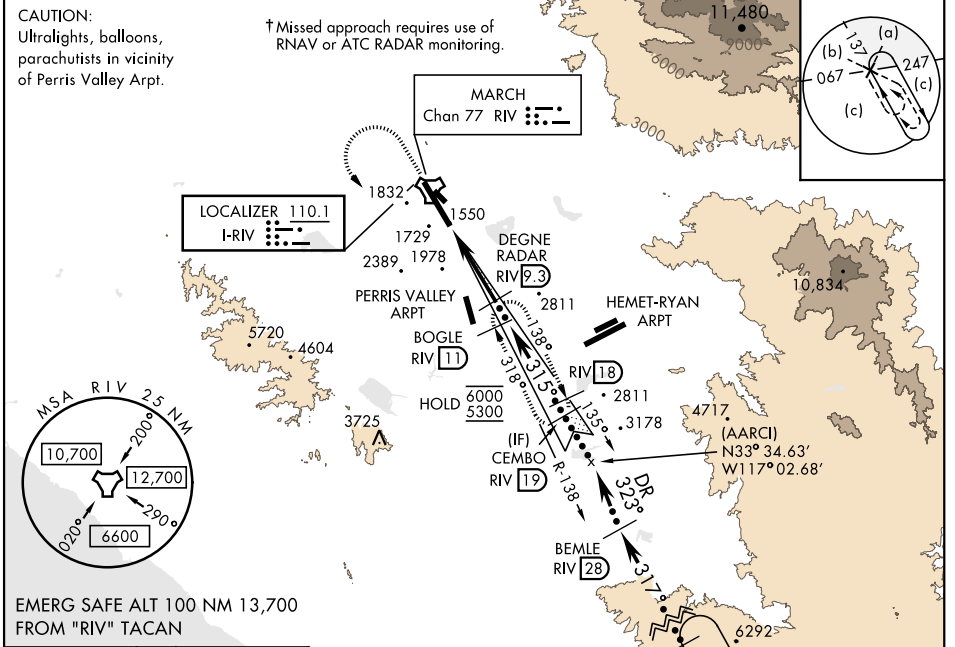 CAUTION:
Ultralights, balloons,
parachutists in vicinity
of Perris Valley Arpt.
† Missed approach requires use of
RNAV or ATC RADAR monitoring.
11,480
9000
6000
3000
(a)
(b)
137
067
247
(c)
(c)
MARCH
Chan 77 RIV
1832
LOCALIZER 110.1
I-RIV
1550
1729
2389
1978
DEGNE
RADAR
RIV 9.3
2811
10,834
PERRIS VALLEY
ARPT
HEMET-RYAN
ARPT
5720
4604
BOGLE
RIV 11
138°
315°
318°
RIV 18
2811
HOLD 6000
5300
135°
3178
4717
3725
(AARCI)
N33° 34.63'
W117° 02.68'
(IF)
CEMBO
RIV 19
R-138
DR
323°
MSA RIV 25 NM
200°
10,700
12,700
020°
290°
6600
BEMLE
RIV 28
317°
EMERG SAFE ALT 100 NM 13,700
FROM "RIV" TACAN
6292